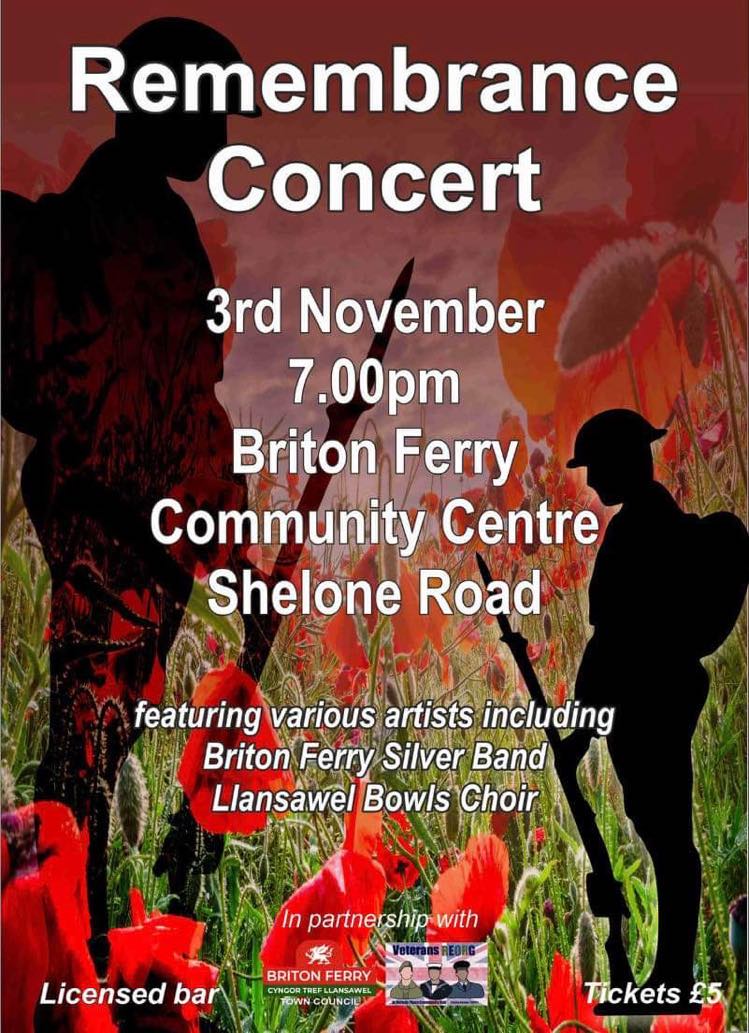 Remembrance
Concert
3rd November
7.00pm
Briton Ferry
Community Centre
Shelone Road
featuring various artists including
Briton Ferry Silver Band
Llansawel Bowls Choir
In partnership with
BRITON FERRY
CYNGOR TREF LLANSAWEL
TOWN COUNCIL
Veterans REORG
Licensed bar
Tickets £5